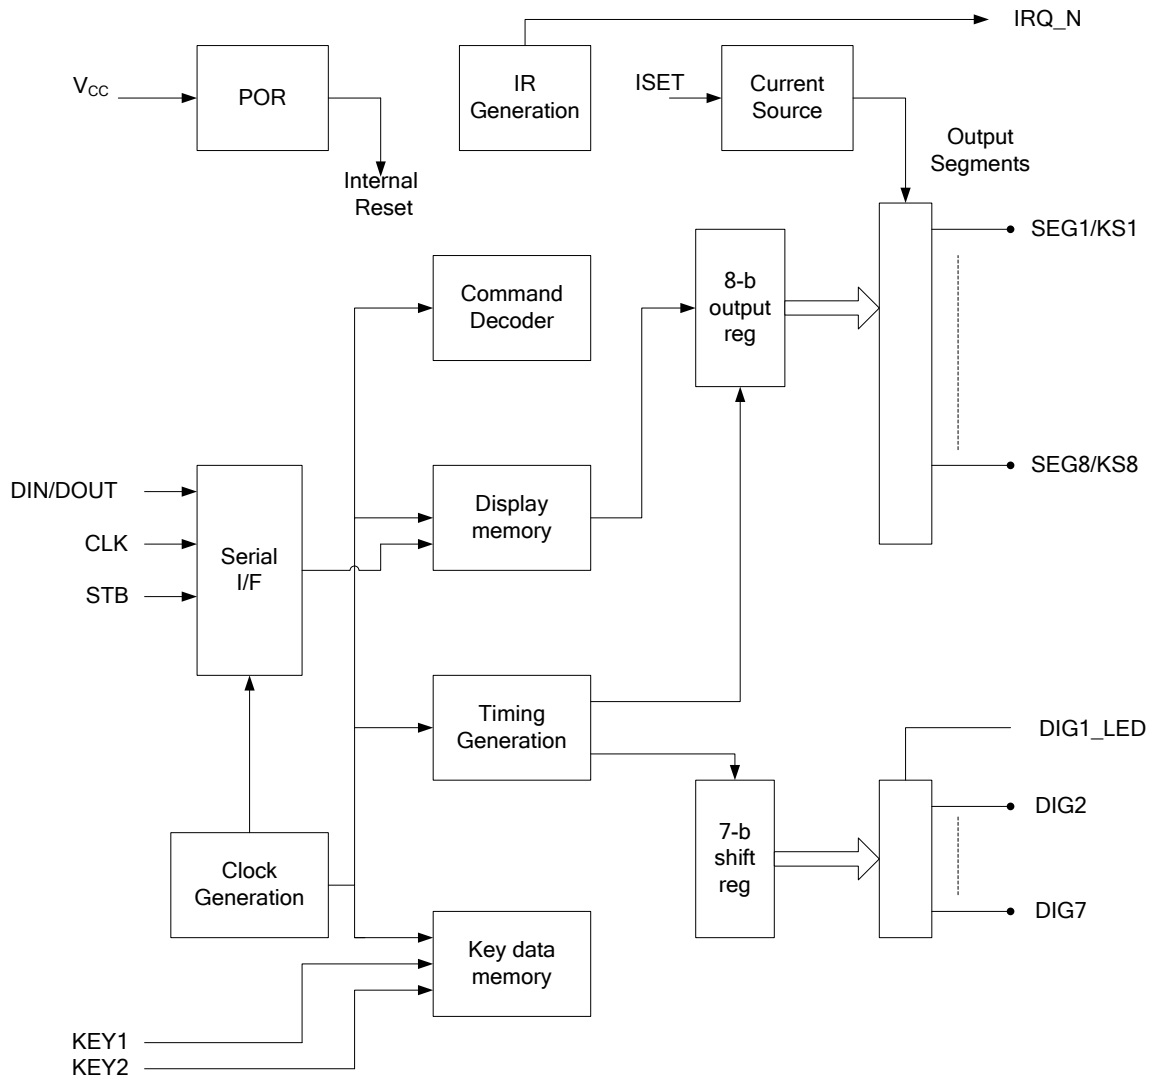 IRQ_N
VCC
POR
IR
Generation
ISET
Current
Source
Internal
Reset
Output
Segments
SEG1/KS1
Command
Decoder
8-b
output
reg
SEG8/KS8
DIN/DOUT
CLK
STB
Serial
I/F
Display
memory
Timing
Generation
DIG1_LED
DIG2
7-b
shift
reg
DIG7
Clock
Generation
Key data
memory
KEY1
KEY2